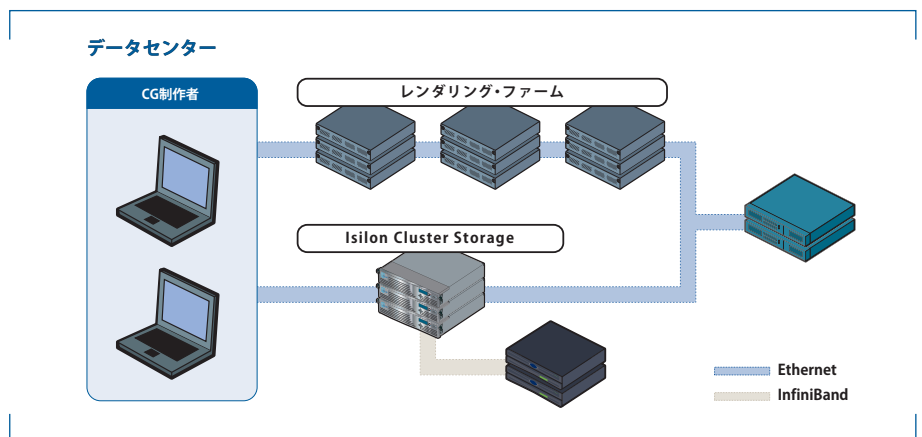 データセンター
CG制作者
レンダリング・ファーム
Isilon Cluster Storage
Ethernet
InfiniBand